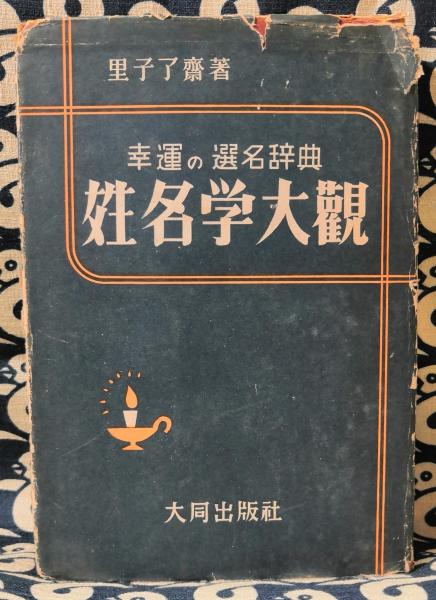 里子了齋著
幸運の 選名辞典
姓名学大觀
大同出版社